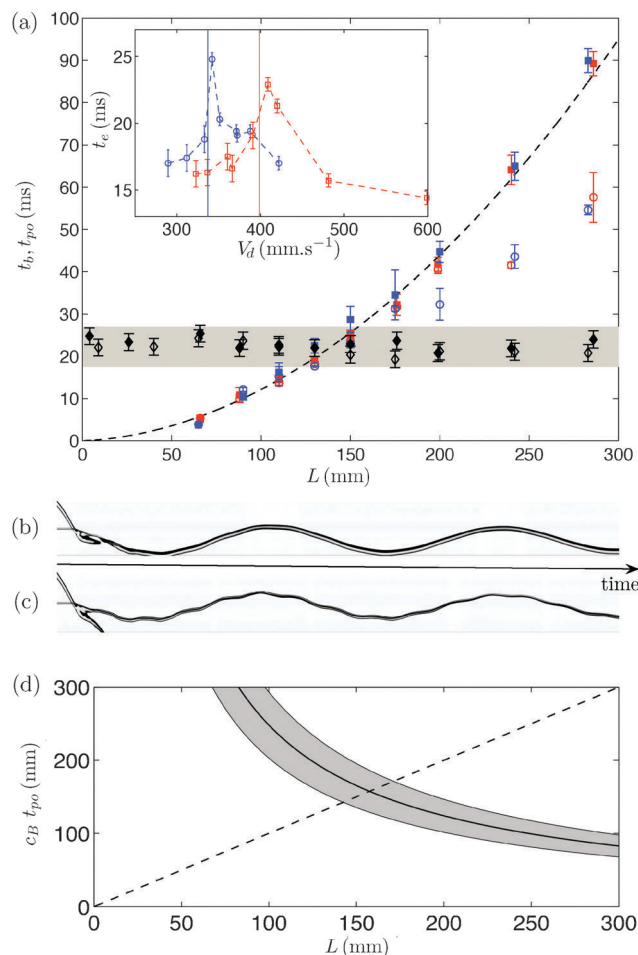 (a)
100
90
80
70
60
50
40
30
20
10
0
t_b, t_po (ms)
0 50 100 150 200 250 300
L (mm)
25
20
15
t_e (ms)
300 400 500 600
V_d (mm.s⁻¹)
(b)
time
(c)
(d)
300
200
100
0
c_B t_po (mm)
0 50 100 150 200 250 300
L (mm)